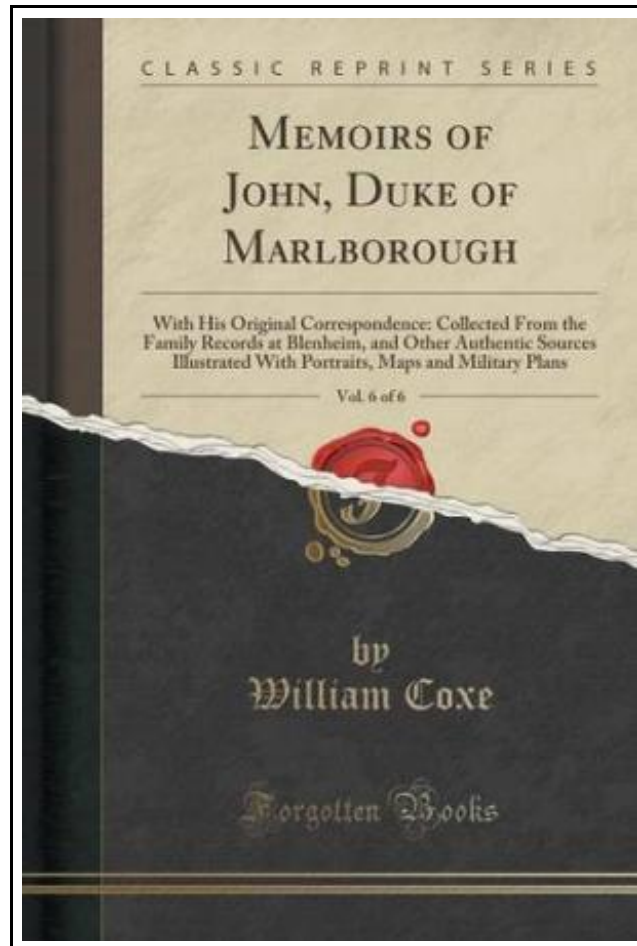 CLASSIC REPRINT SERIES
MEMOIRS OF
JOHN, DUKE OF
MARLBOROUGH
With His Original Correspondence: Collected From the
Family Records at Blenheim, and Other Authentic Sources
Illustrated With Portraits, Maps and Military Plans
Vol. 6 of 6
by
William Coxe
Forgotten Books